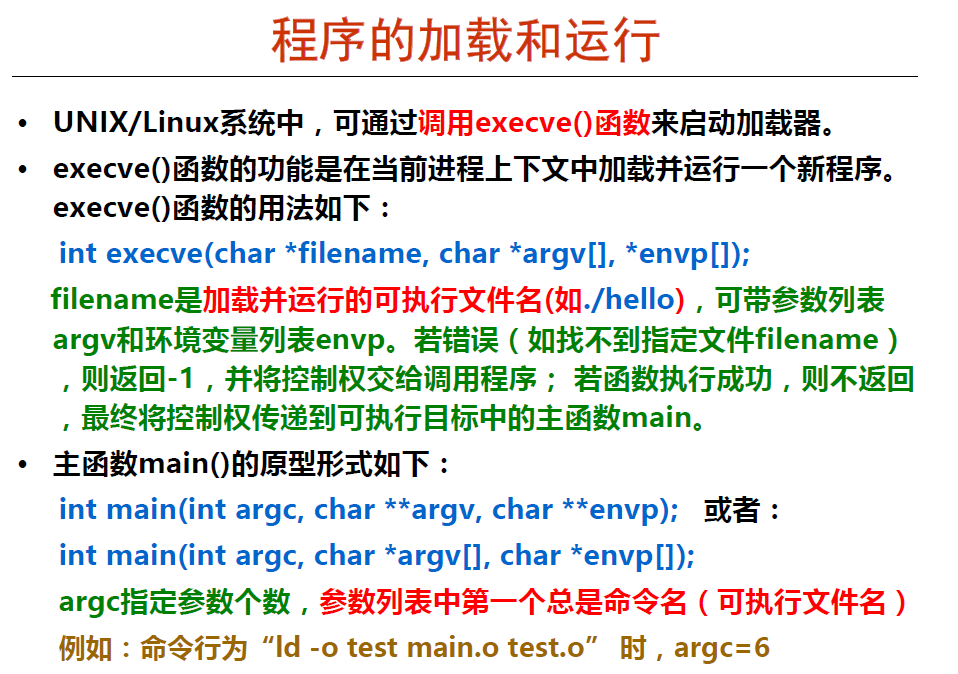 程序的加载和运行
• UNIX/Linux系统中，可通过调用execve()函数来启动加载器。
• execve()函数的功能是在当前进程上下文中加载并运行一个新程序。
execve()函数的用法如下：
int execve(char *filename, char *argv[], *envp[]);
filename是加载并运行的可执行文件名(如./hello)，可带参数列表
argv和环境变量列表envp。若错误（如找不到指定文件filename）
，则返回-1，并将控制权交给调用程序； 若函数执行成功，则不返回
，最终将控制权传递到可执行目标中的主函数main。
• 主函数main()的原型形式如下：
int main(int argc, char **argv, char **envp); 或者：
int main(int argc, char *argv[], char *envp[]);
argc指定参数个数，参数列表中第一个总是命令名（可执行文件名）
例如：命令行为“ld -o test main.o test.o” 时，argc=6